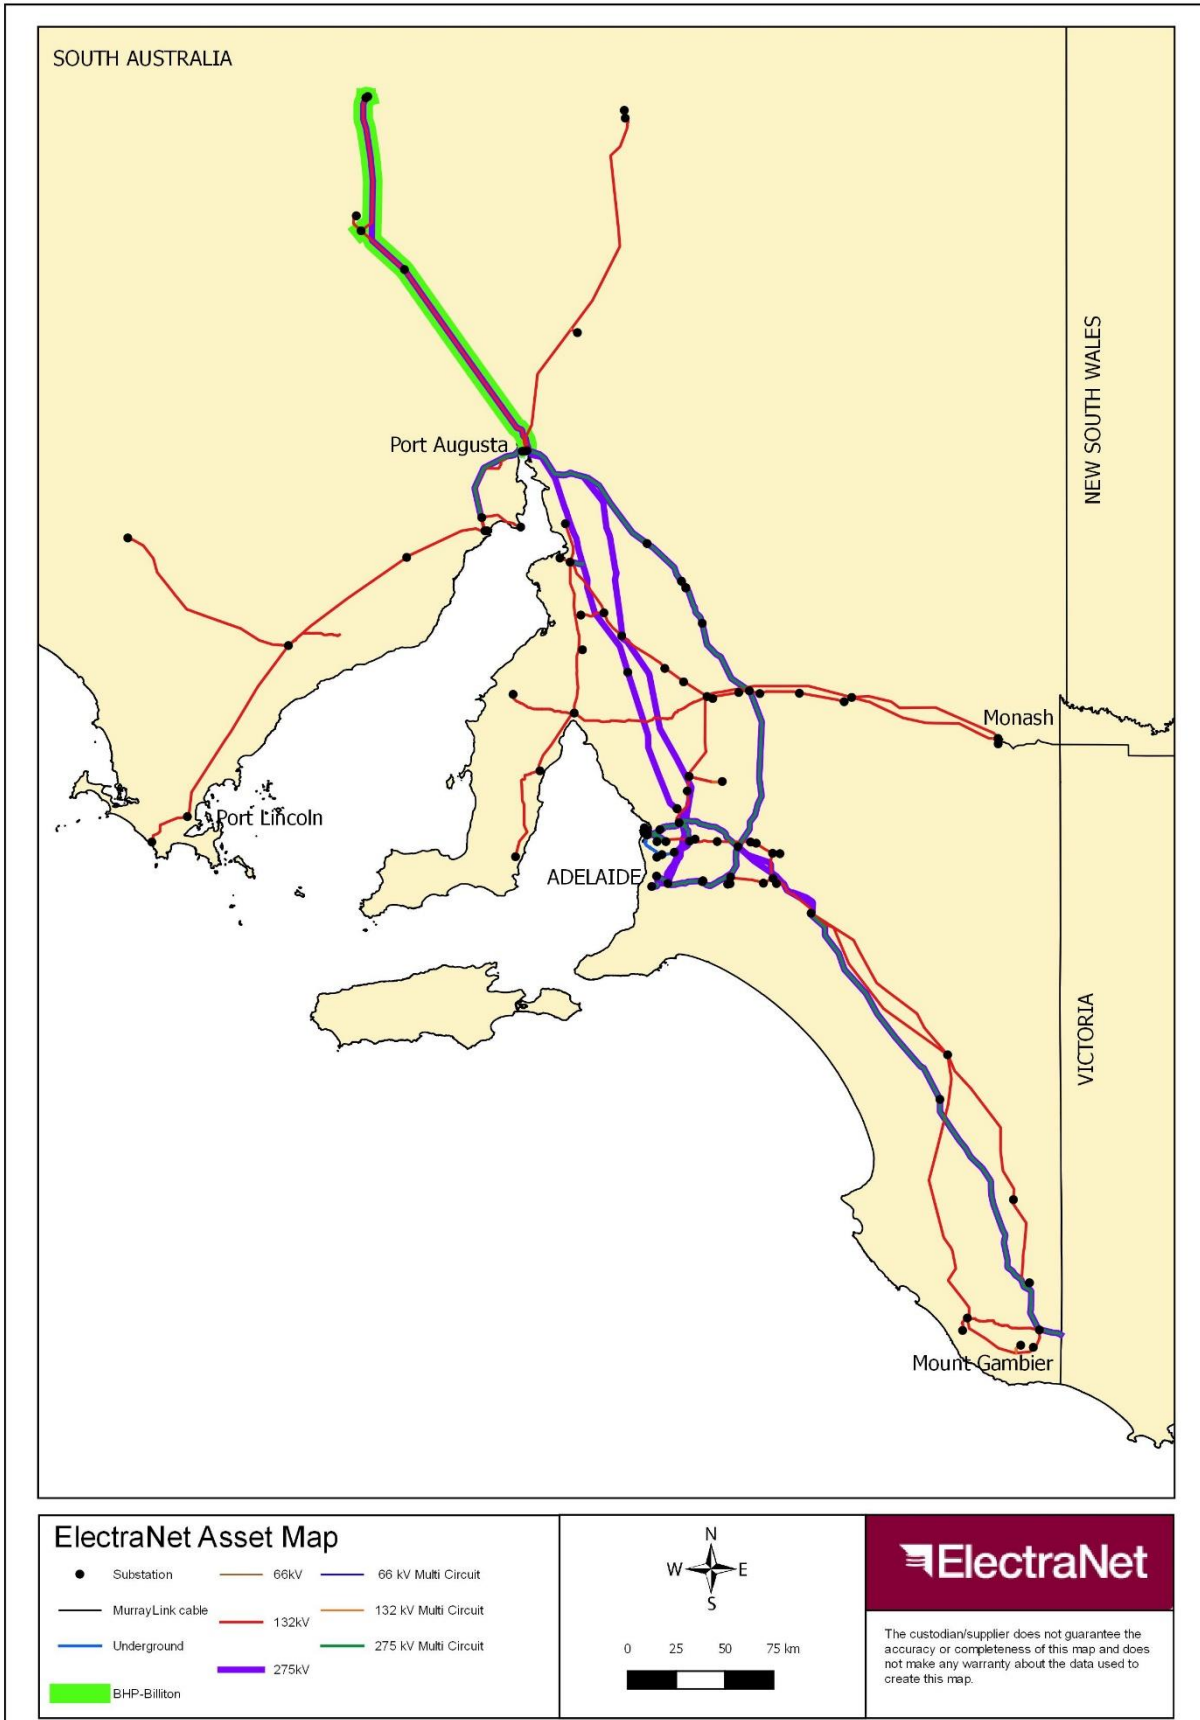 SOUTH AUSTRALIA
NEW SOUTH WALES
Port Augusta
Monash
Port Lincoln
ADELAIDE
VICTORIA
Mount Gambier
ElectraNet Asset Map
Substation
66kV
66 kV Multi Circuit
MurrayLink cable
132kV
132 kV Multi Circuit
Underground
275kV
275 kV Multi Circuit
BHP-Billiton
N
W E
S
0 25 50 75 km
ElectraNet
The custodian/supplier does not guarantee the
accuracy or completeness of this map and does
not make any warranty about the data used to
create this map.